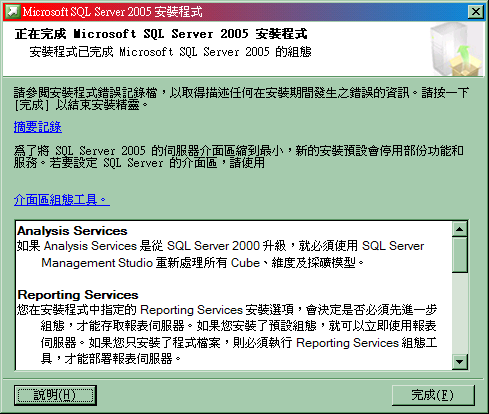 Microsoft SQL Server 2005 安裝程式
正在完成 Microsoft SQL Server 2005 安裝程式
安裝程式已完成 Microsoft SQL Server 2005 的組態
請參閱安裝程式錯誤記錄檔，以取得描述任何在安裝期間發生之錯誤的資訊。請按一下
[完成] 以結束安裝精靈。
摘要記錄
為了將 SQL Server 2005 的伺服器介面區縮到最小，新的安裝預設會停用部份功能和
服務。若要設定 SQL Server 的介面區，請使用
介面區組態工具。
Analysis Services
如果 Analysis Services 是從 SQL Server 2000 升級，就必須使用 SQL Server
Management Studio 重新處理所有 Cube、維度及採礦模型。
Reporting Services
您在安裝程式中指定的 Reporting Services 安裝選項，會決定是否必須先進一步
組態，才能存取報表伺服器。如果您安裝了預設組態，就可以立即使用報表
伺服器。如果您只安裝了程式檔案，則必須執行 Reporting Services 組態工
具，才能部署報表伺服器。
說明(H)
完成(F)